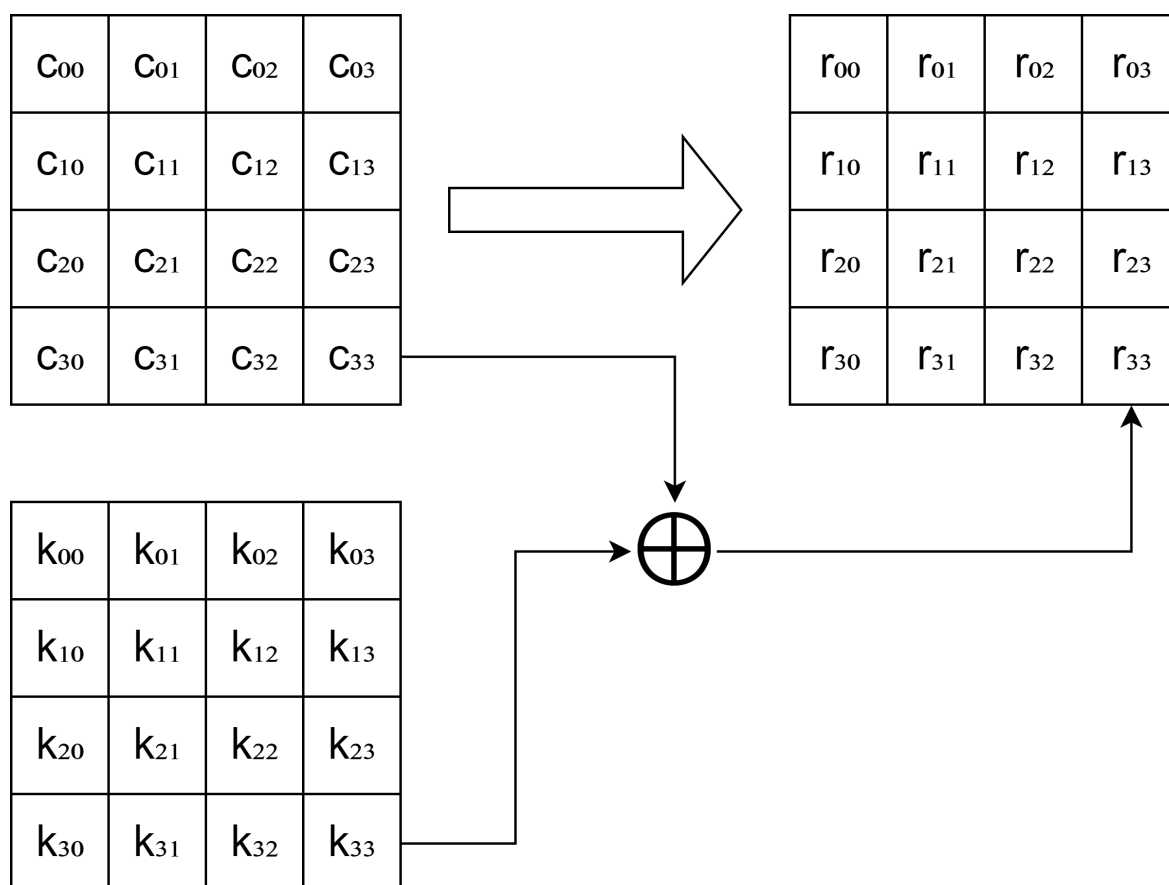 c00 c01 c02 c03
r00 r01 r02 r03
c10 c11 c12 c13
r10 r11 r12 r13
c20 c21 c22 c23
r20 r21 r22 r23
c30 c31 c32 c33
r30 r31 r32 r33
k00 k01 k02 k03
k10 k11 k12 k13
k20 k21 k22 k23
k30 k31 k32 k33